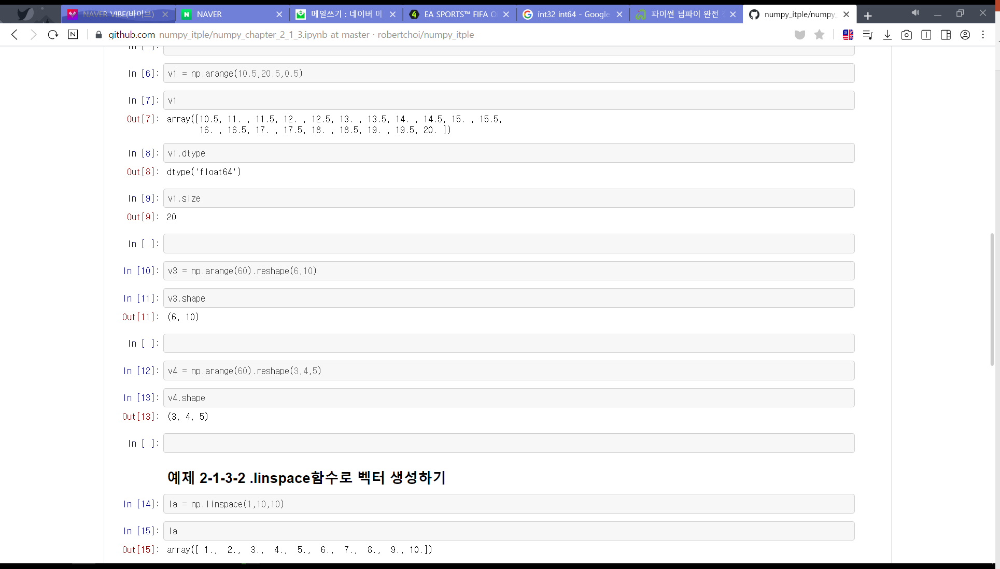 NAVER VIBE(바이브)
NAVER
메일쓰기 : 네이버 메
EA SPORTS™ FIFA O
int32 int64 - Google
파이썬 넘파이 완전
numpy_itple/numpy_
github.com numpy_itple/numpy_chapter_2_1_3.ipynb at master · robertchoi/numpy_itple
In [ ]:
In [6]: v1 = np.arange(10.5,20.5,0.5)
In [7]: v1
Out[7]: array([10.5, 11. , 11.5, 12. , 12.5, 13. , 13.5, 14. , 14.5, 15. , 15.5,
16. , 16.5, 17. , 17.5, 18. , 18.5, 19. , 19.5, 20. ])
In [8]: v1.dtype
Out[8]: dtype('float64')
In [9]: v1.size
Out[9]: 20
In [ ]:
In [10]: v3 = np.arange(60).reshape(6,10)
In [11]: v3.shape
Out[11]: (6, 10)
In [ ]:
In [12]: v4 = np.arange(60).reshape(3,4,5)
In [13]: v4.shape
Out[13]: (3, 4, 5)
In [ ]:
예제 2-1-3-2 .linspace함수로 벡터 생성하기
In [14]: la = np.linspace(1,10,10)
In [15]: la
Out[15]: array([ 1., 2., 3., 4., 5., 6., 7., 8., 9., 10.])